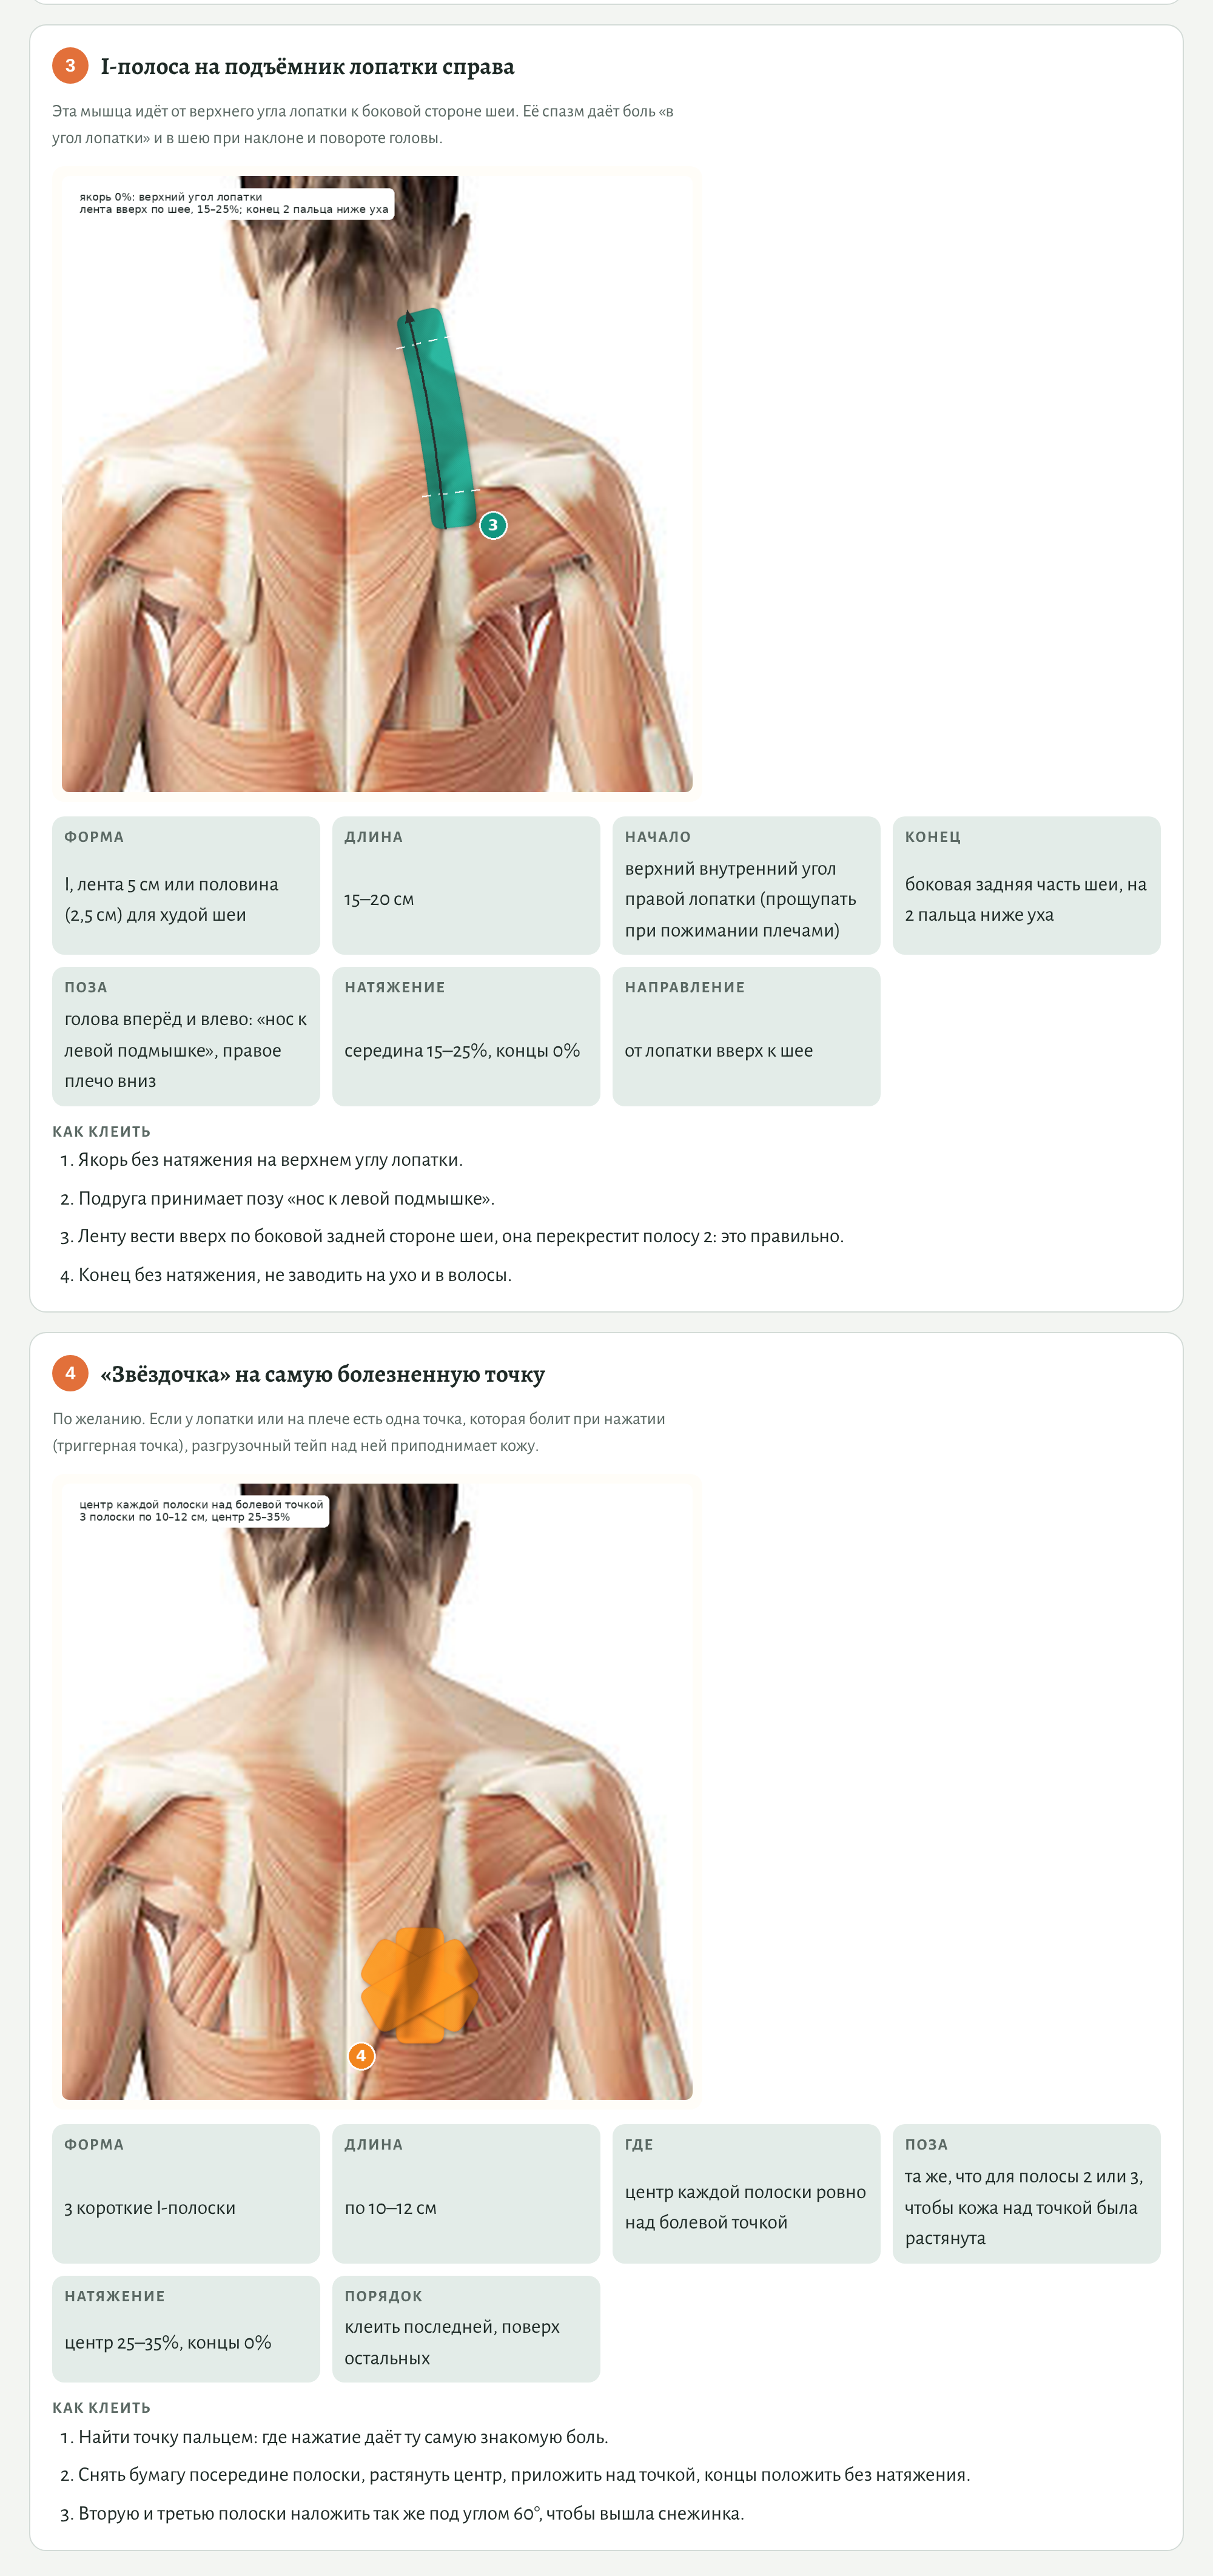 3 I-полоса на подъёмник лопатки справа
Эта мышца идёт от верхнего угла лопатки к боковой стороне шеи. Её спазм даёт боль «в
угол лопатки» и в шею при наклоне и повороте головы.
якорь 0%: верхний угол лопатки
лента вверх по шее, 15–25%; конец 2 пальца ниже уха
3
ФОРМА
I, лента 5 см или половина
(2,5 см) для худой шеи
ДЛИНА
15–20 см
НАЧАЛО
верхний внутренний угол
правой лопатки (прощупать
при пожимании плечами)
КОНЕЦ
боковая задняя часть шеи, на
2 пальца ниже уха
ПОЗА
голова вперёд и влево: «нос к
левой подмышке», правое
плечо вниз
НАТЯЖЕНИЕ
середина 15–25%, концы 0%
НАПРАВЛЕНИЕ
от лопатки вверх к шее
КАК КЛЕИТЬ
1. Якорь без натяжения на верхнем углу лопатки.
2. Подруга принимает позу «нос к левой подмышке».
3. Ленту вести вверх по боковой задней стороне шеи, она перекрестит полосу 2: это правильно.
4. Конец без натяжения, не заводить на ухо и в волосы.
4 «Звёздочка» на самую болезненную точку
По желанию. Если у лопатки или на плече есть одна точка, которая болит при нажатии
(триггерная точка), разгрузочный тейп над ней приподнимает кожу.
центр каждой полоски над болевой точкой
3 полоски по 10–12 см, центр 25–35%
4
ФОРМА
3 короткие I-полоски
ДЛИНА
по 10–12 см
ГДЕ
центр каждой полоски ровно
над болевой точкой
ПОЗА
та же, что для полосы 2 или 3,
чтобы кожа над точкой была
растянута
НАТЯЖЕНИЕ
центр 25–35%, концы 0%
ПОРЯДОК
клеить последней, поверх
остальных
КАК КЛЕИТЬ
1. Найти точку пальцем: где нажатие даёт ту самую знакомую боль.
2. Снять бумагу посередине полоски, растянуть центр, приложить над точкой, концы положить без натяжения.
3. Вторую и третью полоски наложить так же под углом 60°, чтобы вышла снежинка.